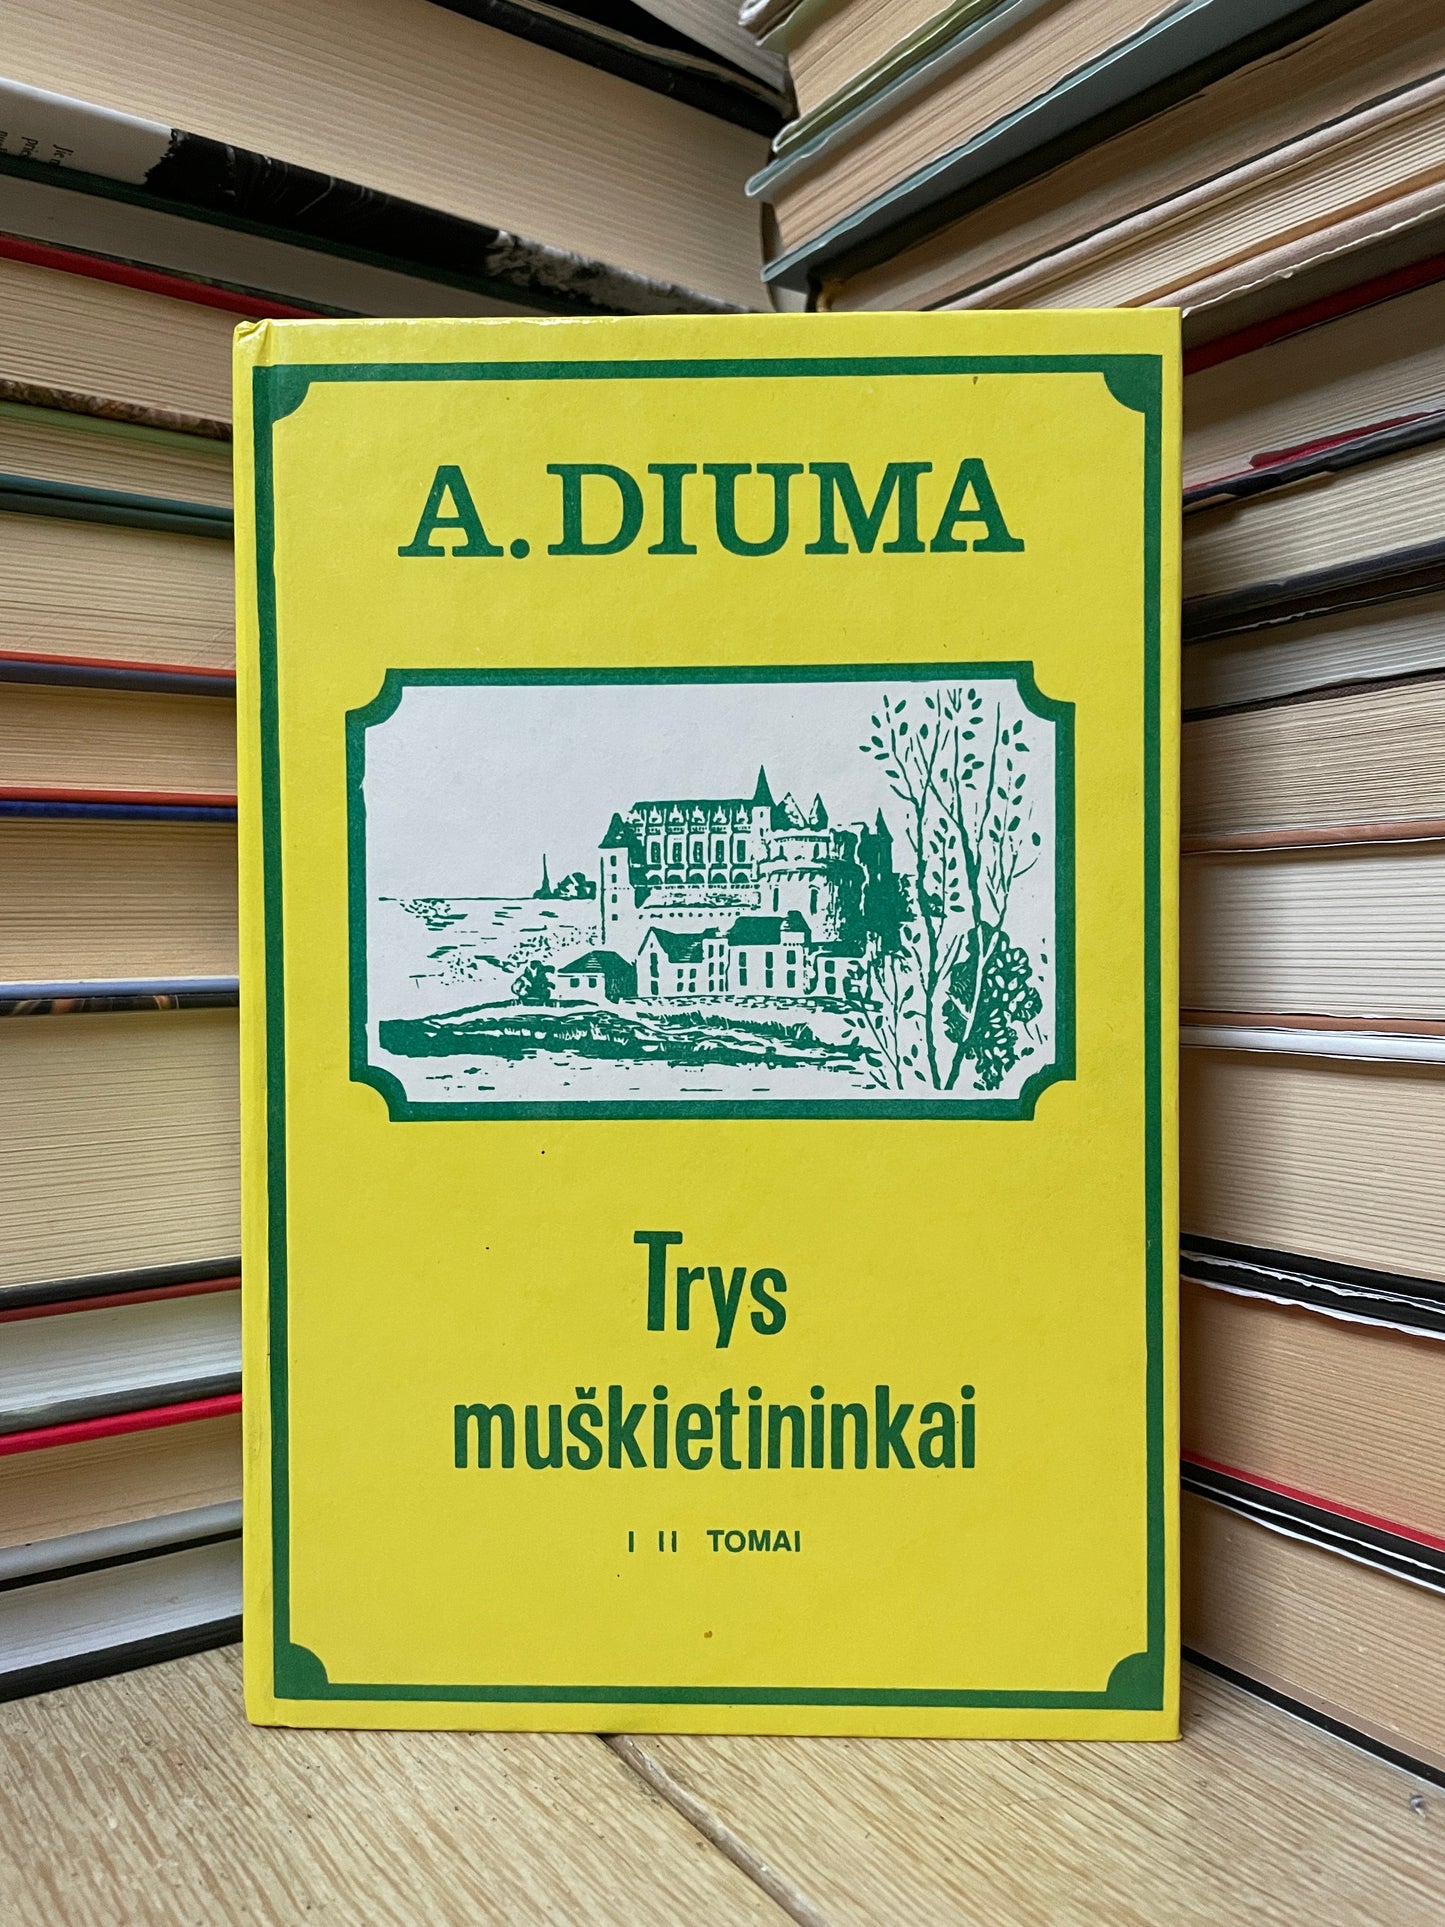 A. DIUMA
Trys
muškietininkai
I II TOMAI